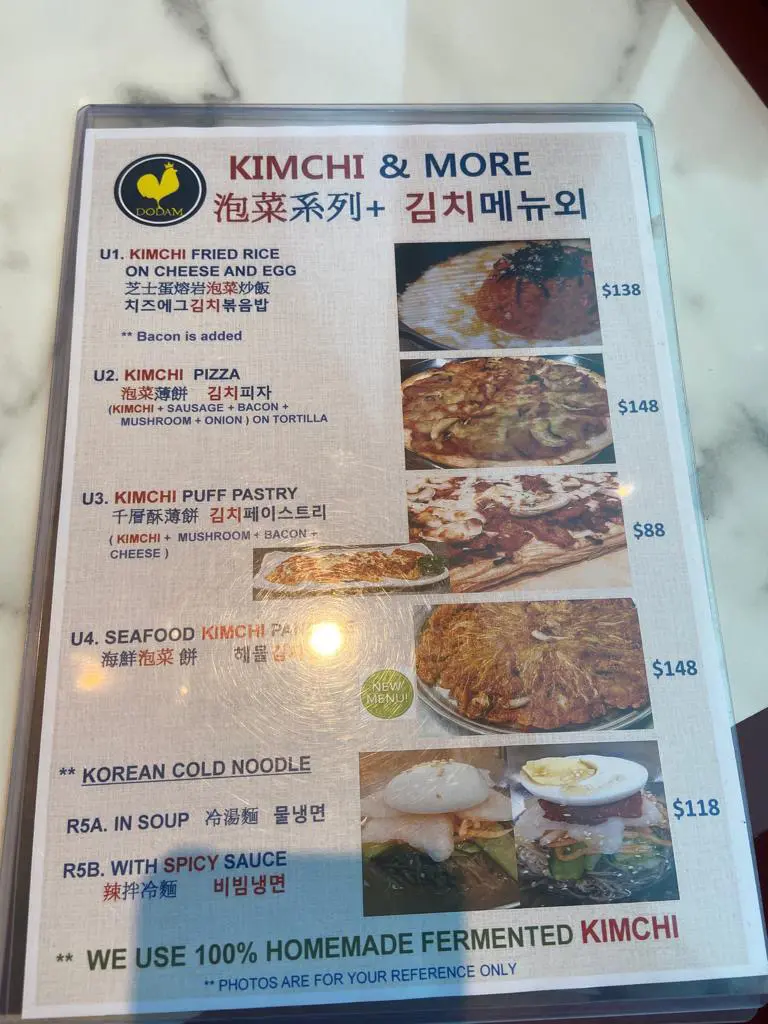 DODAM
KIMCHI & MORE
泡菜系列+ 김치메뉴외
U1. KIMCHI FRIED RICE
ON CHEESE AND EGG
芝士蛋熔岩泡菜炒飯
치즈에그김치볶음밥
$138
** Bacon is added
U2. KIMCHI PIZZA
泡菜薄餅 김치피자
(KIMCHI + SAUSAGE + BACON +
MUSHROOM + ONION ) ON TORTILLA
$148
U3. KIMCHI PUFF PASTRY
千層酥薄餅 김치페이스트리
( KIMCHI + MUSHROOM + BACON +
CHEESE )
$88
U4. SEAFOOD KIMCHI
海鮮泡菜 餅 해물
NEW
MENU!
$148
** KOREAN COLD NOODLE
R5A. IN SOUP 冷湯麵 물냉면
$118
R5B. WITH SPICY SAUCE
辣拌冷麵 비빔냉면
** WE USE 100% HOMEMADE FERMENTED KIMCHI
** PHOTOS ARE FOR YOUR REFERENCE ONLY